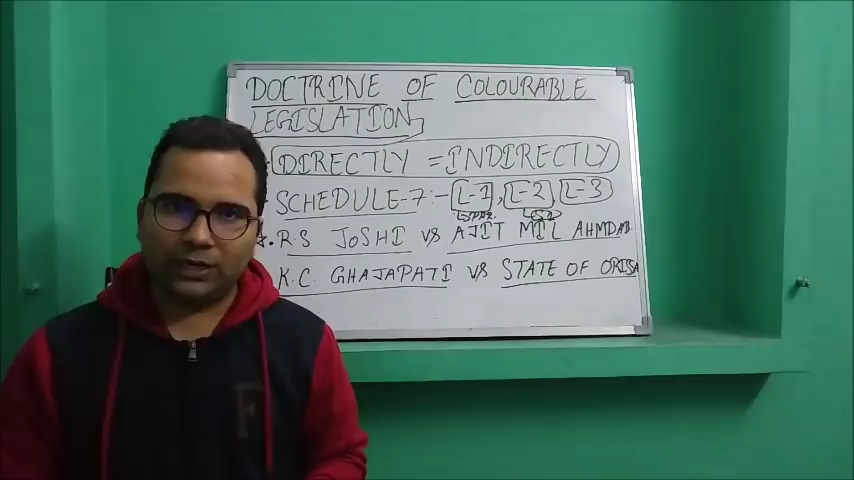 DOCTRINE OF COLOURABLE
LEGISLATION
DIRECTLY = INDIRECTLY
SCHEDULE-7:- L-1, L-2, L-3
R.S JOSHI VS AJIT MIL AHMDAB
K.C. GHAJAPATI VS STATE OF ORISA
F